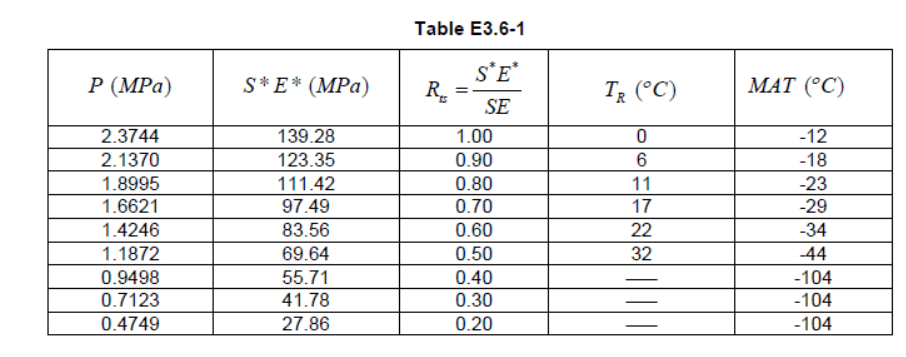 Table E3.6-1
P (MPa) S*E* (MPa) R_ts = S*E*/SE T_R (°C) MAT (°C)
2.3744 139.28 1.00 0 -12
2.1370 123.35 0.90 6 -18
1.8995 111.42 0.80 11 -23
1.6621 97.49 0.70 17 -29
1.4246 83.56 0.60 22 -34
1.1872 69.64 0.50 32 -44
0.9498 55.71 0.40 — -104
0.7123 41.78 0.30 — -104
0.4749 27.86 0.20 — -104